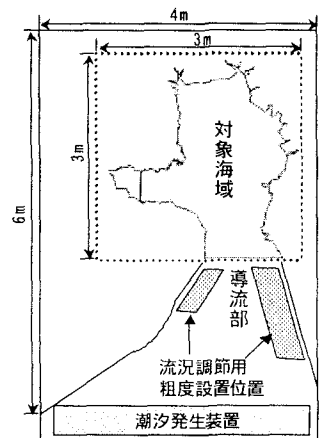 4m
3m
3m
6m
対象海域
導流部
流況調節用
粗度設置位置
潮汐発生装置